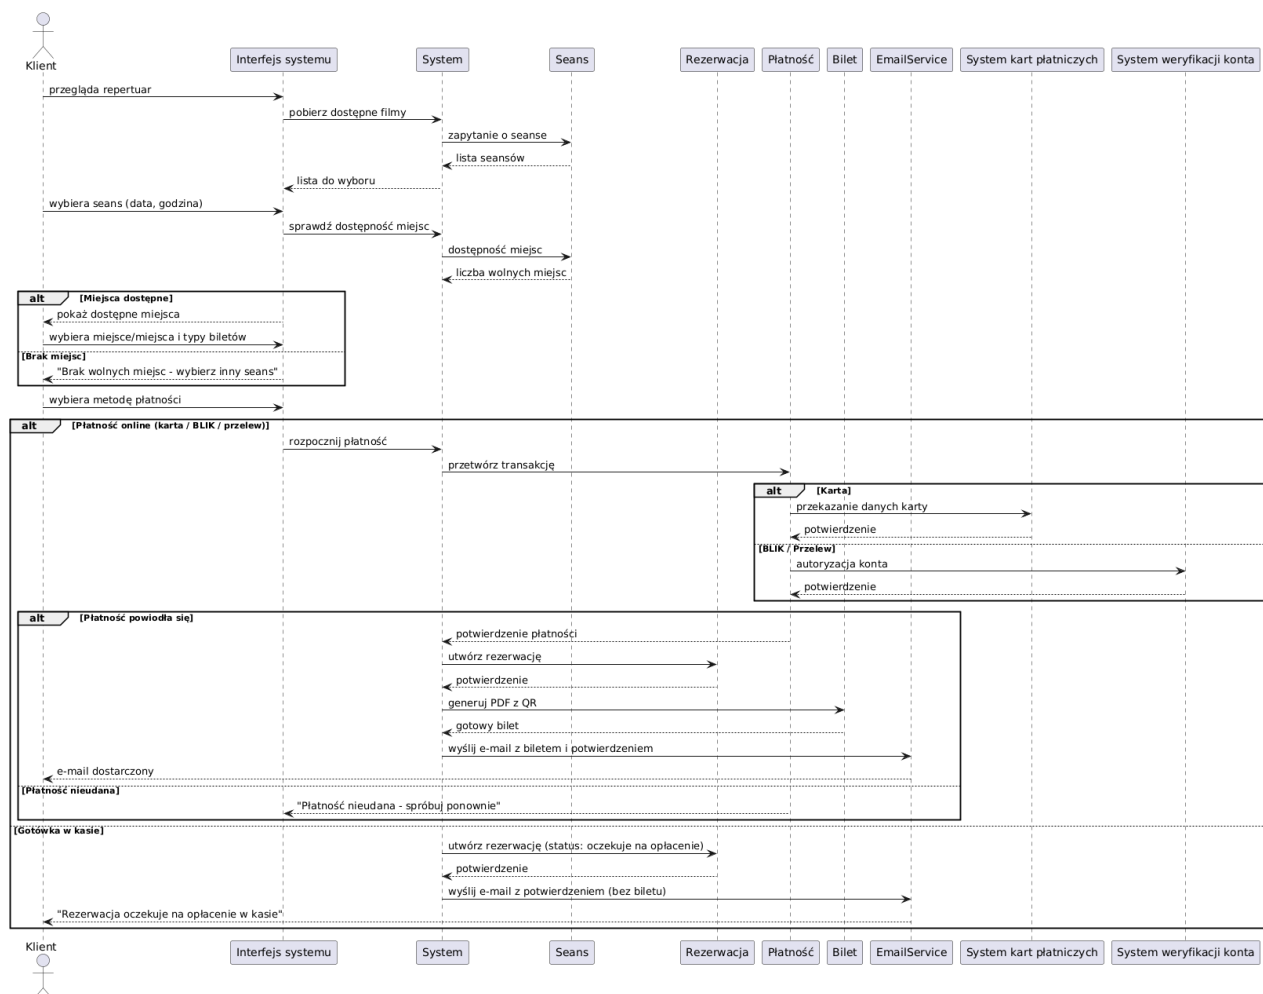 Klient
Interfejs systemu
System
Seans
Rezerwacja
Płatność
Bilet
EmailService
System kart płatniczych
System weryfikacji konta
przegląda repertuar
pobierz dostępne filmy
zapytanie o seanse
lista seansów
lista do wyboru
wybiera seans (data, godzina)
sprawdź dostępność miejsc
dostępność miejsc
liczba wolnych miejsc
alt [Miejsca dostępne]
pokaż dostępne miejsca
wybiera miejsce/miejsca i typy biletów
[Brak miejsc]
"Brak wolnych miejsc - wybierz inny seans"
wybiera metodę płatności
alt [Płatność online (karta / BLIK / przelew)]
rozpocznij płatność
przetwórz transakcję
alt [Karta]
przekazanie danych karty
potwierdzenie
[BLIK / Przelew]
autoryzacja konta
potwierdzenie
alt [Płatność powiodła się]
potwierdzenie płatności
utwórz rezerwację
potwierdzenie
generuj PDF z QR
gotowy bilet
wyślij e-mail z biletem i potwierdzeniem
e-mail dostarczony
[Płatność nieudana]
"Płatność nieudana - spróbuj ponownie"
[Gotówka w kasie]
utwórz rezerwację (status: oczekuje na opłacenie)
potwierdzenie
wyślij e-mail z potwierdzeniem (bez biletu)
"Rezerwacja oczekuje na opłacenie w kasie"
Klient
Interfejs systemu
System
Seans
Rezerwacja
Płatność
Bilet
EmailService
System kart płatniczych
System weryfikacji konta